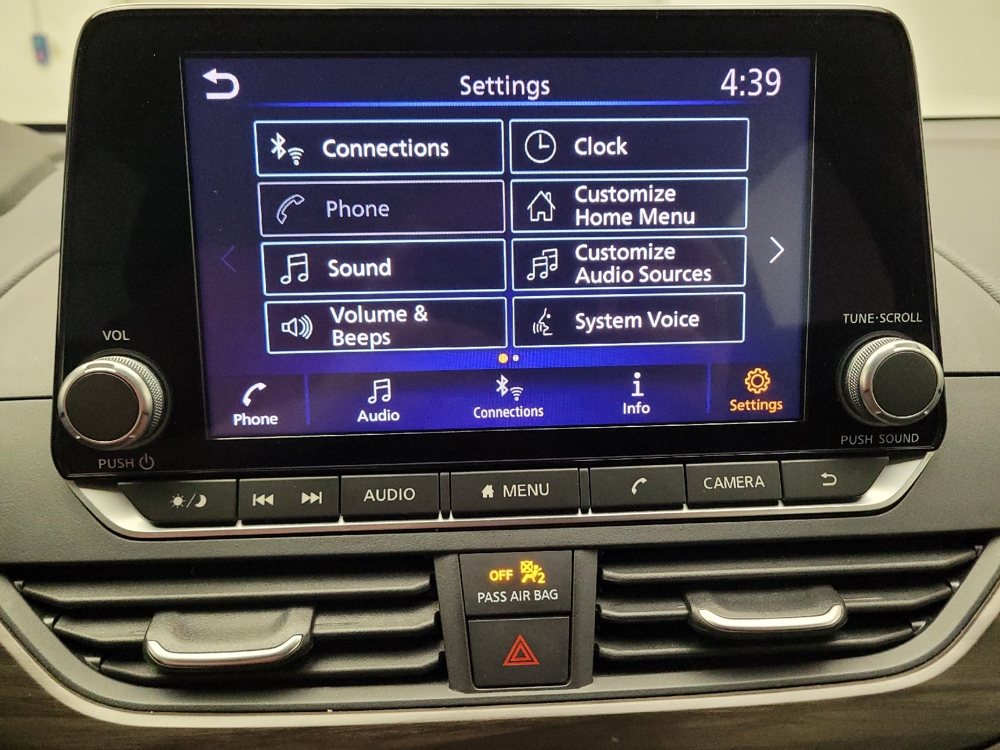 Settings
4:39
Connections
Clock
Phone
Customize
Home Menu
Sound
Customize
Audio Sources
Volume &
Beeps
System Voice
Phone
Audio
Connections
Info
Settings
VOL
PUSH
TUNE·SCROLL
PUSH SOUND
AUDIO
MENU
CAMERA
OFF 2
PASS AIR BAG